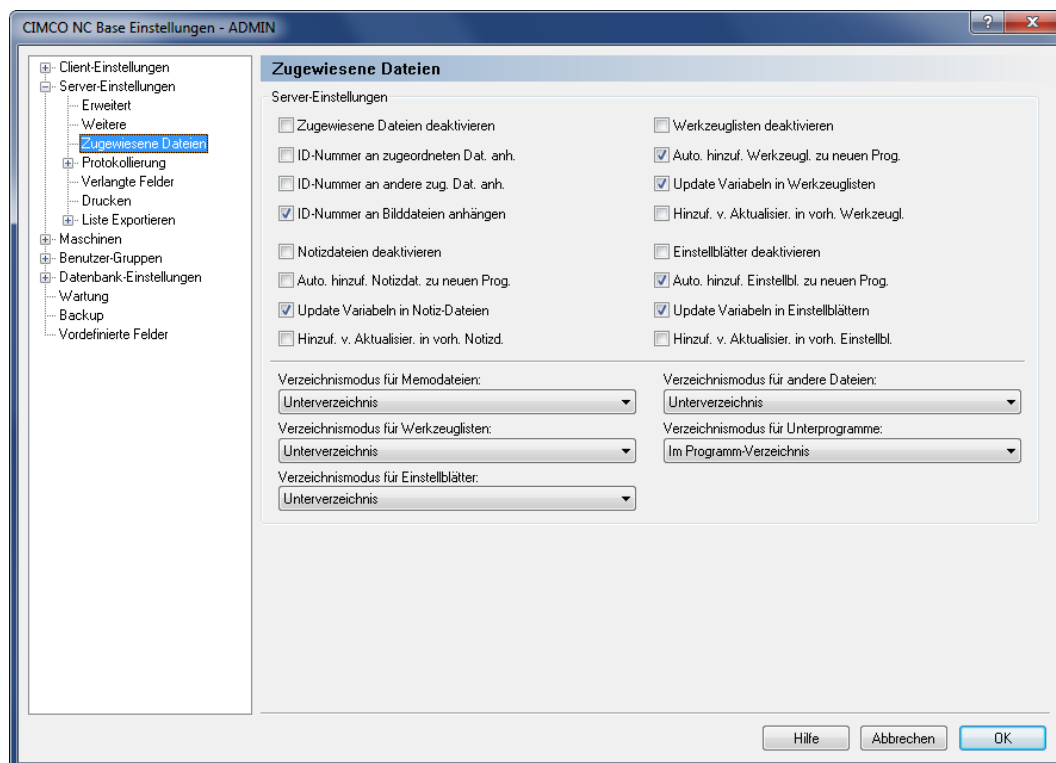 CIMCO NC Base Einstellungen - ADMIN
Client-Einstellungen
Server-Einstellungen
Erweitert
Weitere
Zugewiesene Dateien
Protokollierung
Verlangte Felder
Drucken
Liste Exportieren
Maschinen
Benutzer-Gruppen
Datenbank-Einstellungen
Wartung
Backup
Vordefinierte Felder
Zugewiesene Dateien
Server-Einstellungen
Zugewiesene Dateien deaktivieren
ID-Nummer an zugeordneten Dat. anh.
ID-Nummer an andere zug. Dat. anh.
ID-Nummer an Bilddateien anhängen
Werkzeuglisten deaktivieren
Auto. hinzuf. Werkzeugl. zu neuen Prog.
Update Variabeln in Werkzeuglisten
Hinzuf. v. Aktualisier. in vorh. Werkzeugl.
Notizdateien deaktivieren
Auto. hinzuf. Notizdat. zu neuen Prog.
Update Variabeln in Notiz-Dateien
Hinzuf. v. Aktualisier. in vorh. Notizd.
Einstellblätter deaktivieren
Auto. hinzuf. Einstellbl. zu neuen Prog.
Update Variabeln in Einstellblättern
Hinzuf. v. Aktualisier. in vorh. Einstellbl.
Verzeichnismodus für Memodateien:
Unterverzeichnis
Verzeichnismodus für Werkzeuglisten:
Unterverzeichnis
Verzeichnismodus für Einstellblätter:
Unterverzeichnis
Verzeichnismodus für andere Dateien:
Unterverzeichnis
Verzeichnismodus für Unterprogramme:
Im Programm-Verzeichnis
Hilfe
Abbrechen
OK